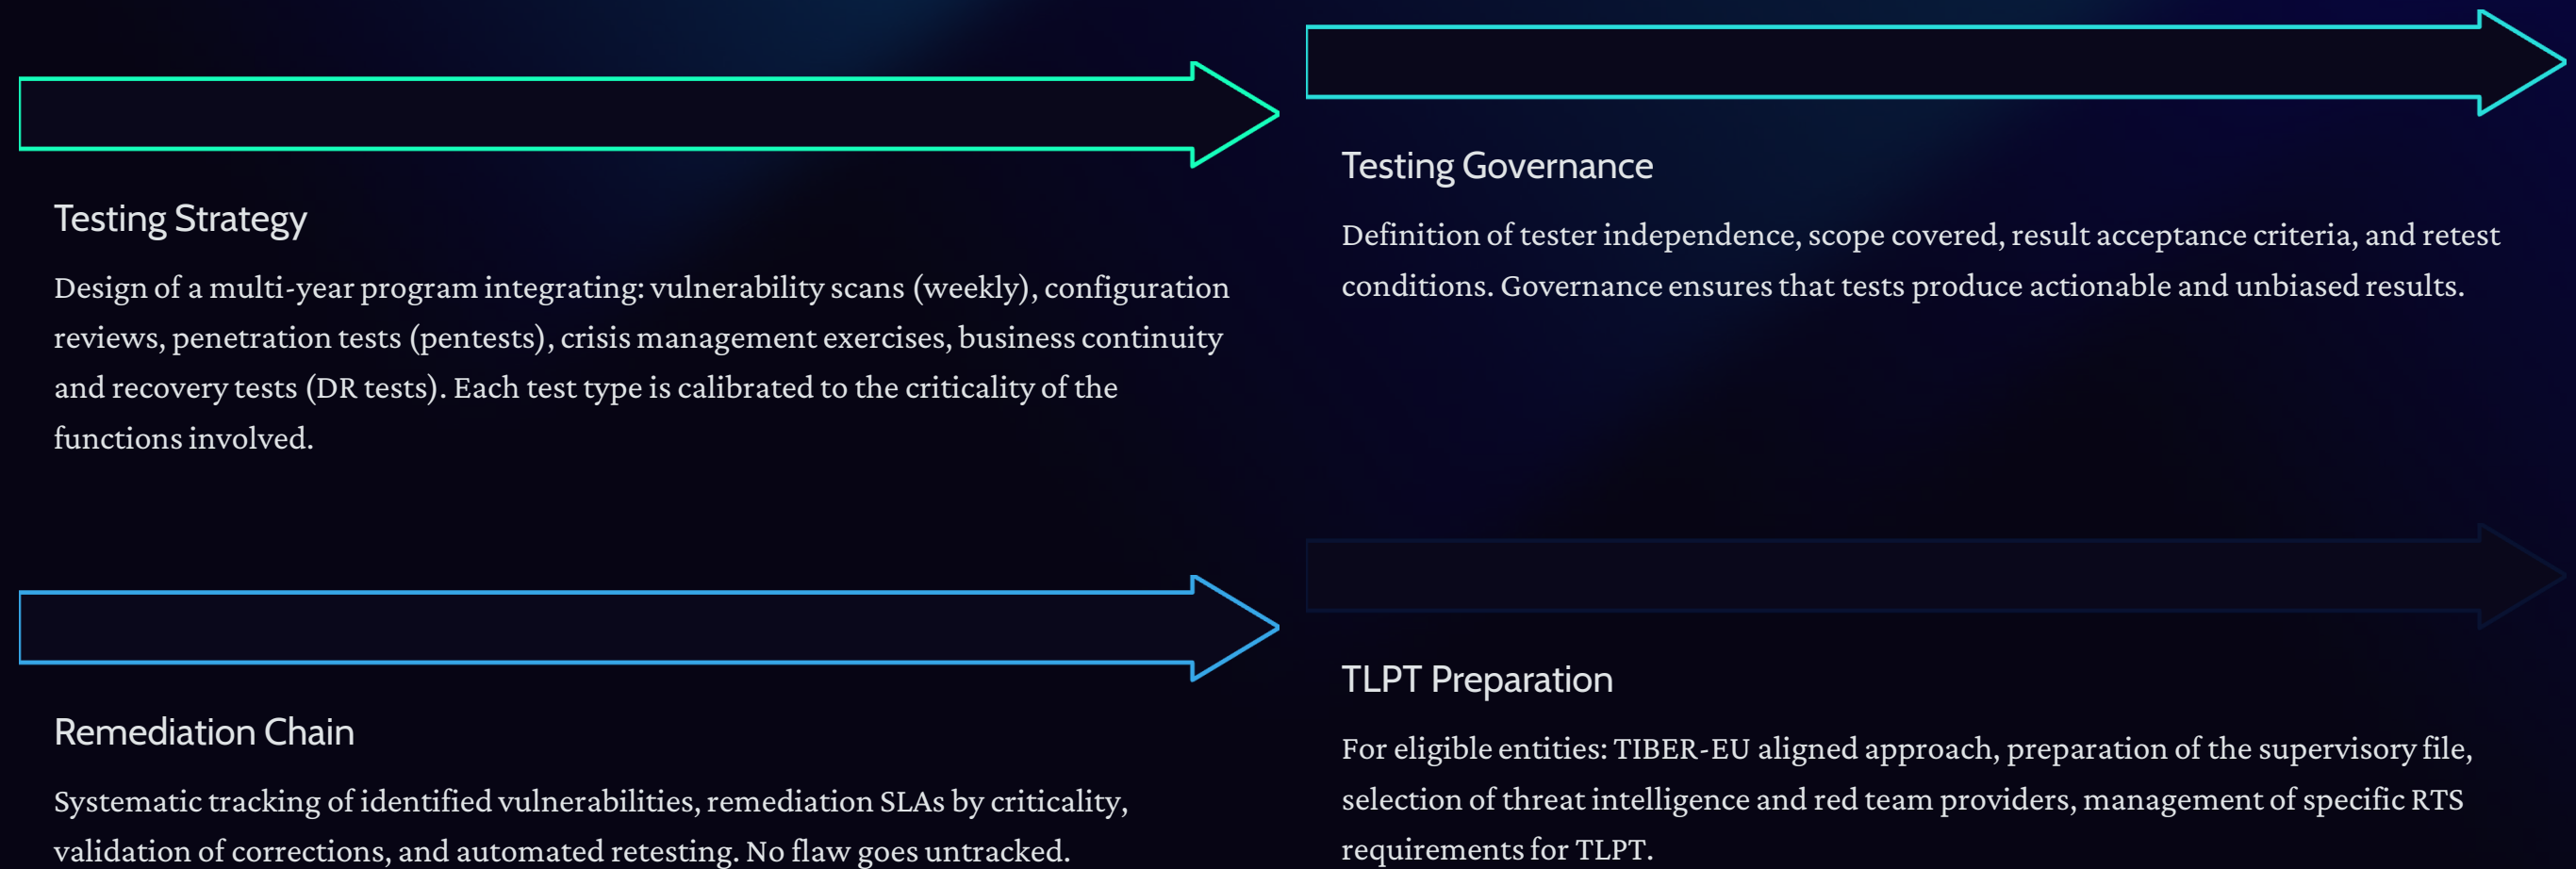 Testing Strategy
Design of a multi-year program integrating: vulnerability scans (weekly), configuration
reviews, penetration tests (pentests), crisis management exercises, business continuity
and recovery tests (DR tests). Each test type is calibrated to the criticality of the
functions involved.
Testing Governance
Definition of tester independence, scope covered, result acceptance criteria, and retest
conditions. Governance ensures that tests produce actionable and unbiased results.
Remediation Chain
Systematic tracking of identified vulnerabilities, remediation SLAs by criticality,
validation of corrections, and automated retesting. No flaw goes untracked.
TLPT Preparation
For eligible entities: TIBER-EU aligned approach, preparation of the supervisory file,
selection of threat intelligence and red team providers, management of specific RTS
requirements for TLPT.